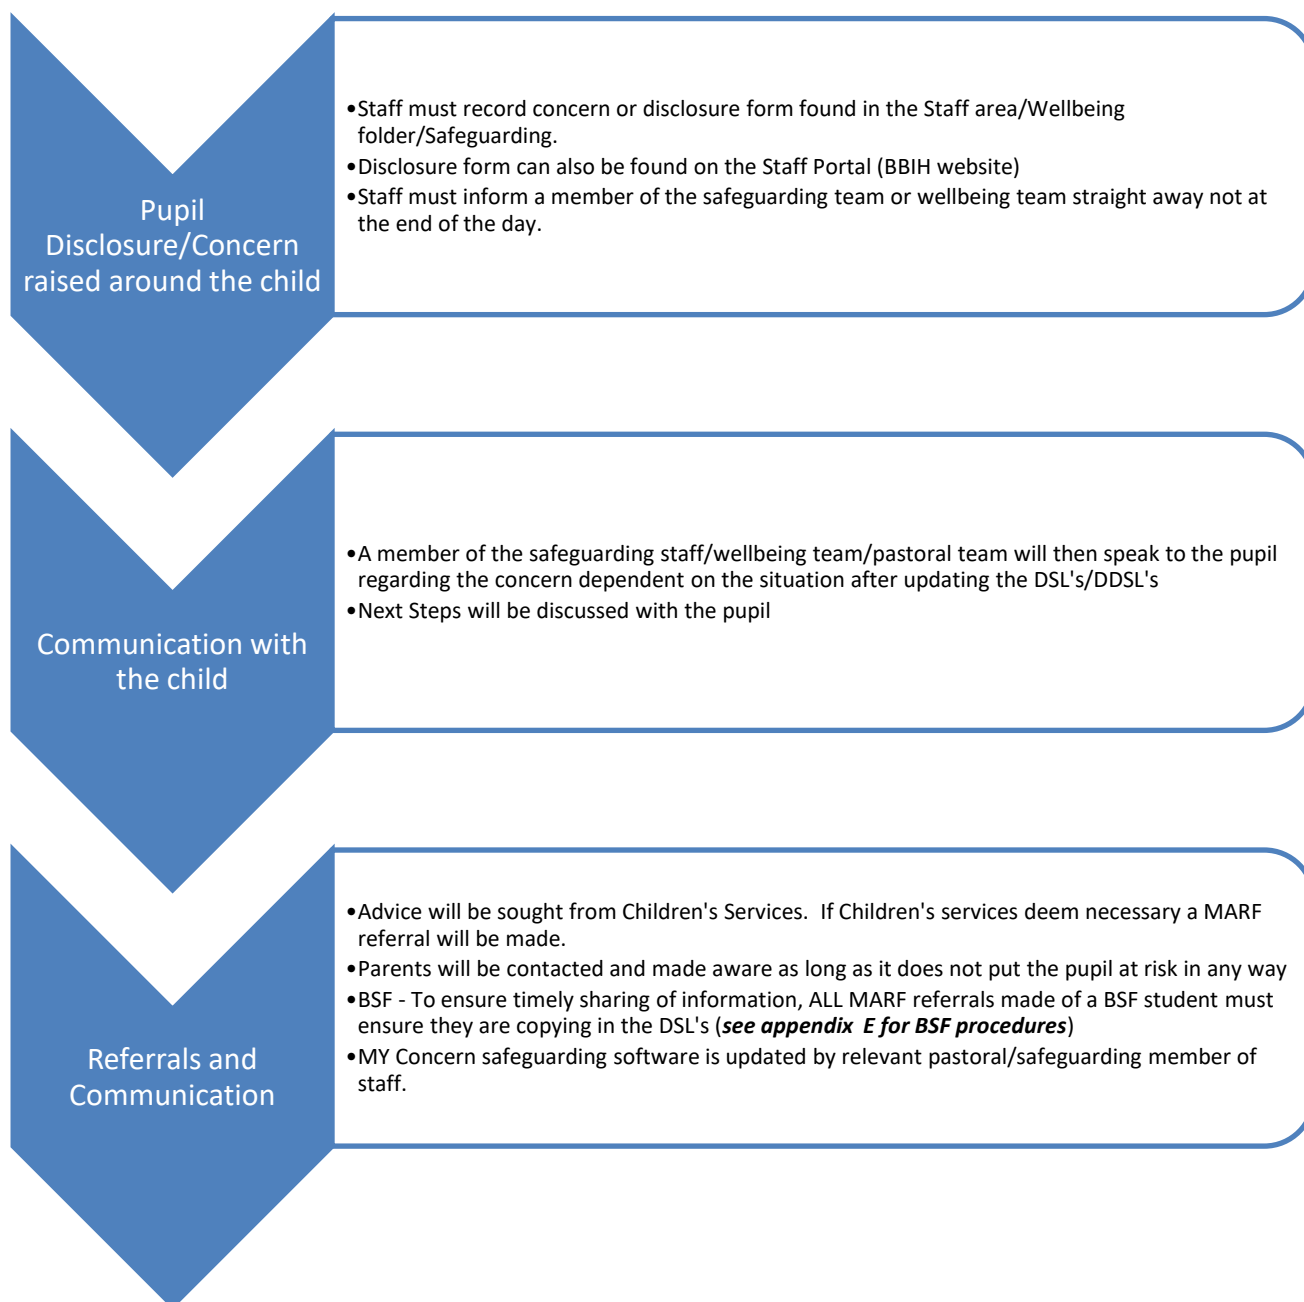 Pupil
Disclosure/Concern
raised around the child
•Staff must record concern or disclosure form found in the Staff area/Wellbeing
folder/Safeguarding.
•Disclosure form can also be found on the Staff Portal (BBIH website)
•Staff must inform a member of the safeguarding team or wellbeing team straight away not at
the end of the day.
Communication with
the child
•A member of the safeguarding staff/wellbeing team/pastoral team will then speak to the pupil
regarding the concern dependent on the situation after updating the DSL's/DDSL's
•Next Steps will be discussed with the pupil
Referrals and
Communication
•Advice will be sought from Children's Services.  If Children's services deem necessary a MARF
referral will be made.
•Parents will be contacted and made aware as long as it does not put the pupil at risk in any way
•BSF - To ensure timely sharing of information, ALL MARF referrals made of a BSF student must
ensure they are copying in the DSL's (see appendix  E for BSF procedures)
•MY Concern safeguarding software is updated by relevant pastoral/safeguarding member of
staff.